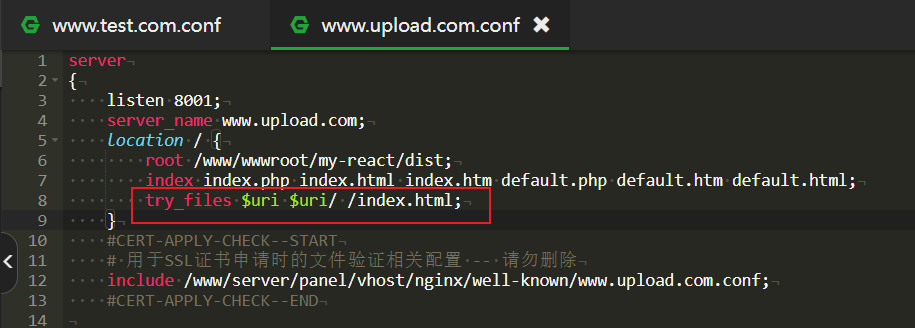 www.test.com.conf
www.upload.com.conf ✖
1 server
2 {
3 listen 8001;
4 server_name www.upload.com;
5 location / {
6 root /www/wwwroot/my-react/dist;
7 index index.php index.html index.htm default.php default.htm default.html;
8 try_files $uri $uri/ /index.html;
9 }
10 #CERT-APPLY-CHECK--START
11 # 用于SSL证书申请时的文件验证相关配置 -- 请勿删除
12 include /www/server/panel/vhost/nginx/well-known/www.upload.com.conf;
13 #CERT-APPLY-CHECK--END
14